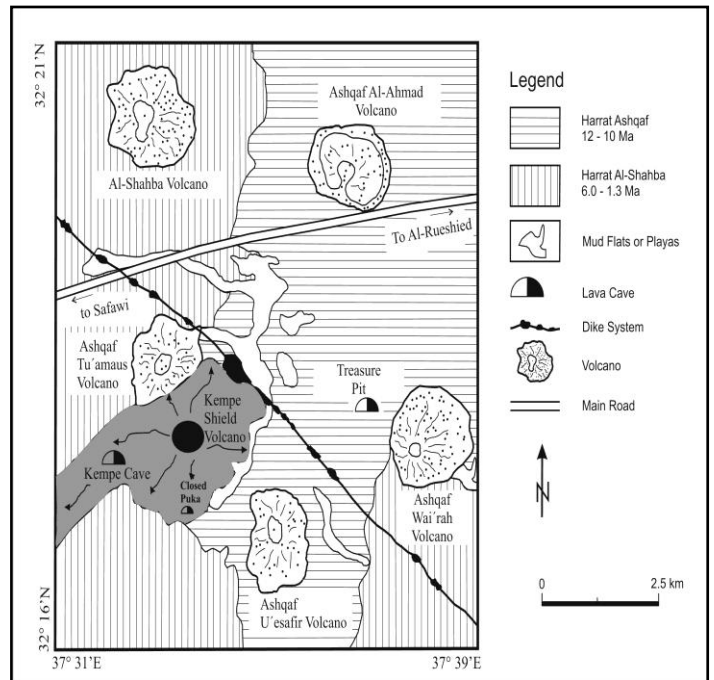 32° 21'N
Ashqaf Al-Ahmad
Volcano
Al-Shahba Volcano
To Al-Rueshied
to Safawi
Ashqaf
Tu´amaus
Volcano
Kempe
Shield
Volcano
Treasure
Pit
Kempe Cave
Closed
Puka
Ashqaf
Wai´rah
Volcano
Ashqaf
U´esafir Volcano
32° 16'N
37° 31'E
37° 39'E
Legend
Harrat Ashqaf
12 - 10 Ma
Harrat Al-Shahba
6.0 - 1.3 Ma
Mud Flats or Playas
Lava Cave
Dike System
Volcano
Main Road
N
0
2.5 km